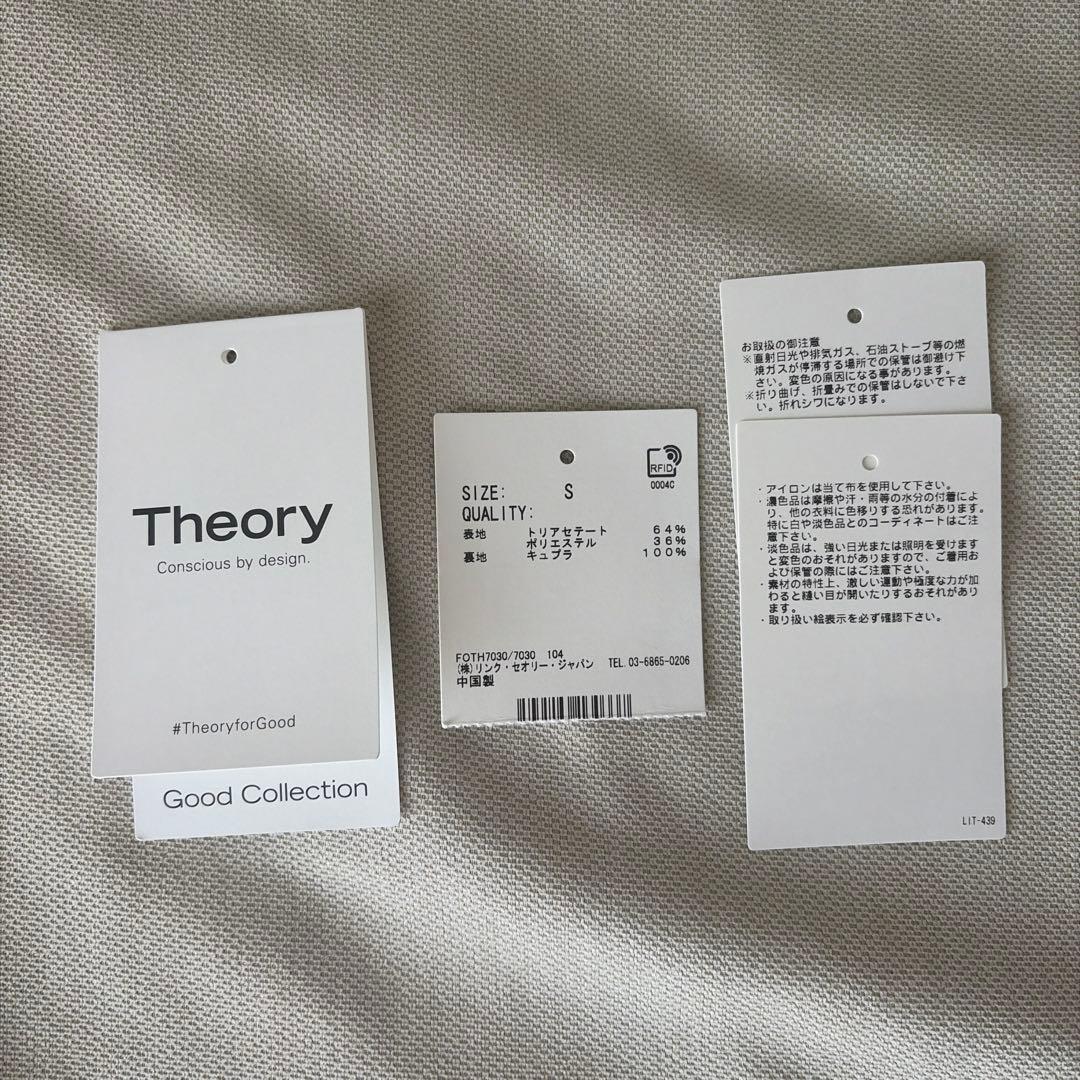 Theory
Conscious by design.
#TheoryforGood
Good Collection
RFID
0004C
SIZE: S
QUALITY:
表地 トリアセテート 64%
ポリエステル 36%
裏地 キュプラ 100%
FOTH7030/7030 104
(株)リンク・セオリー・ジャパン TEL.03-6865-0206
中国製
お取扱の御注意
※直射日光や排気ガス、石油ストーブ等の燃
焼ガスが停滞する場所での保管は御避け下
さい。変色の原因になる事があります。
※折り曲げ、折畳みでの保管はしないで下さ
い。折れシワになります。
・アイロンは当て布を使用して下さい。
・濃色品は摩擦や汗・雨等の水分の付着によ
り、他の衣料に色移りする恐れがあります。
特に白や淡色品とのコーディネートはご注
意下さい。
・淡色品は、強い日光または照明を受けます
と変色のおそれがありますので、ご着用お
よび保管の際にはご注意下さい。
・素材の特性上、激しい運動や極度な力が加
わると縫い目が開いたりするおそれがあり
ます。
・取り扱い絵表示を必ず確認下さい。
LIT-439